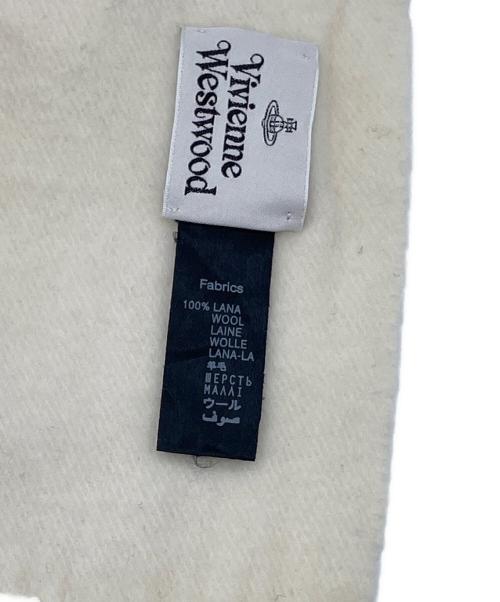 Vivienne
Westwood
Fabrics
100% LANA
WOOL
LAINE
WOLLE
LANA-LA
羊毛
ШЕРСТЬ
ΜΑΛΛΙ
ウール
صوف